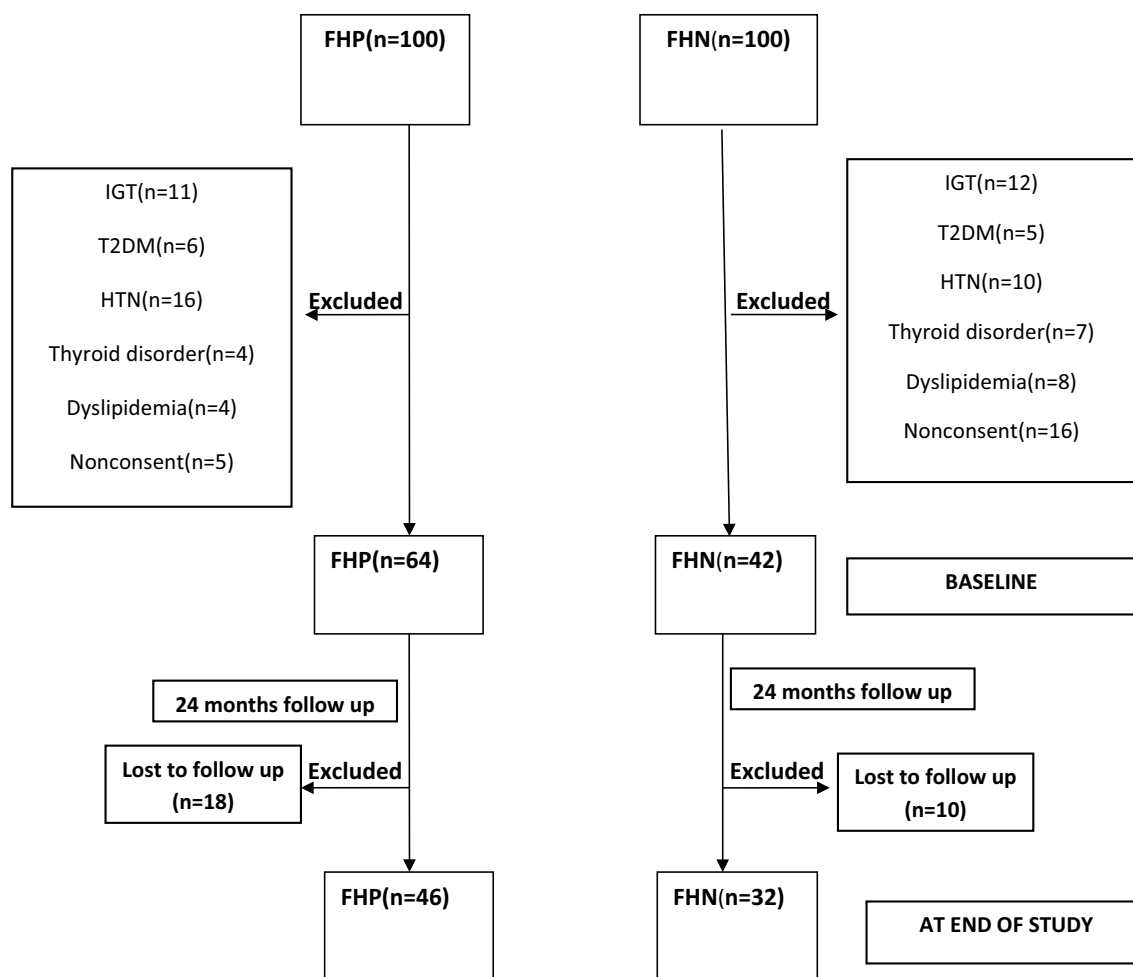 FHP(n=100)
FHN(n=100)
IGT(n=11)
T2DM(n=6)
HTN(n=16)
Thyroid disorder(n=4)
Dyslipidemia(n=4)
Nonconsent(n=5)
Excluded
Excluded
IGT(n=12)
T2DM(n=5)
HTN(n=10)
Thyroid disorder(n=7)
Dyslipidemia(n=8)
Nonconsent(n=16)
FHP(n=64)
FHN(n=42)
BASELINE
24 months follow up
24 months follow up
Lost to follow up
(n=18)
Excluded
Excluded
Lost to follow up
(n=10)
FHP(n=46)
FHN(n=32)
AT END OF STUDY